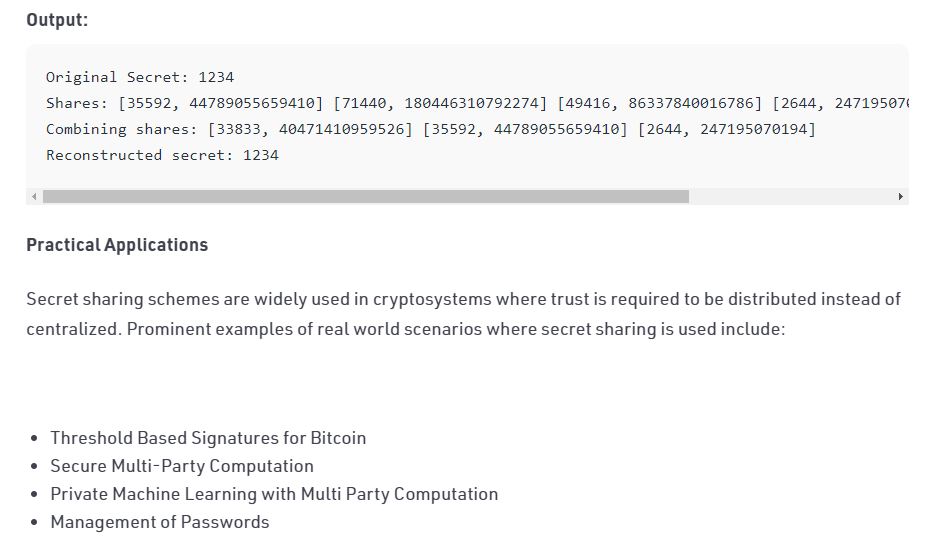 Output:
Original Secret: 1234
Shares: [35592, 44789055659410] [71440, 180446310792274] [49416, 86337840016786] [2644, 24719507
Combining shares: [33833, 40471410959526] [35592, 44789055659410] [2644, 247195070194]
Reconstructed secret: 1234
Practical Applications
Secret sharing schemes are widely used in cryptosystems where trust is required to be distributed instead of
centralized. Prominent examples of real world scenarios where secret sharing is used include:
• Threshold Based Signatures for Bitcoin
• Secure Multi-Party Computation
• Private Machine Learning with Multi Party Computation
• Management of Passwords